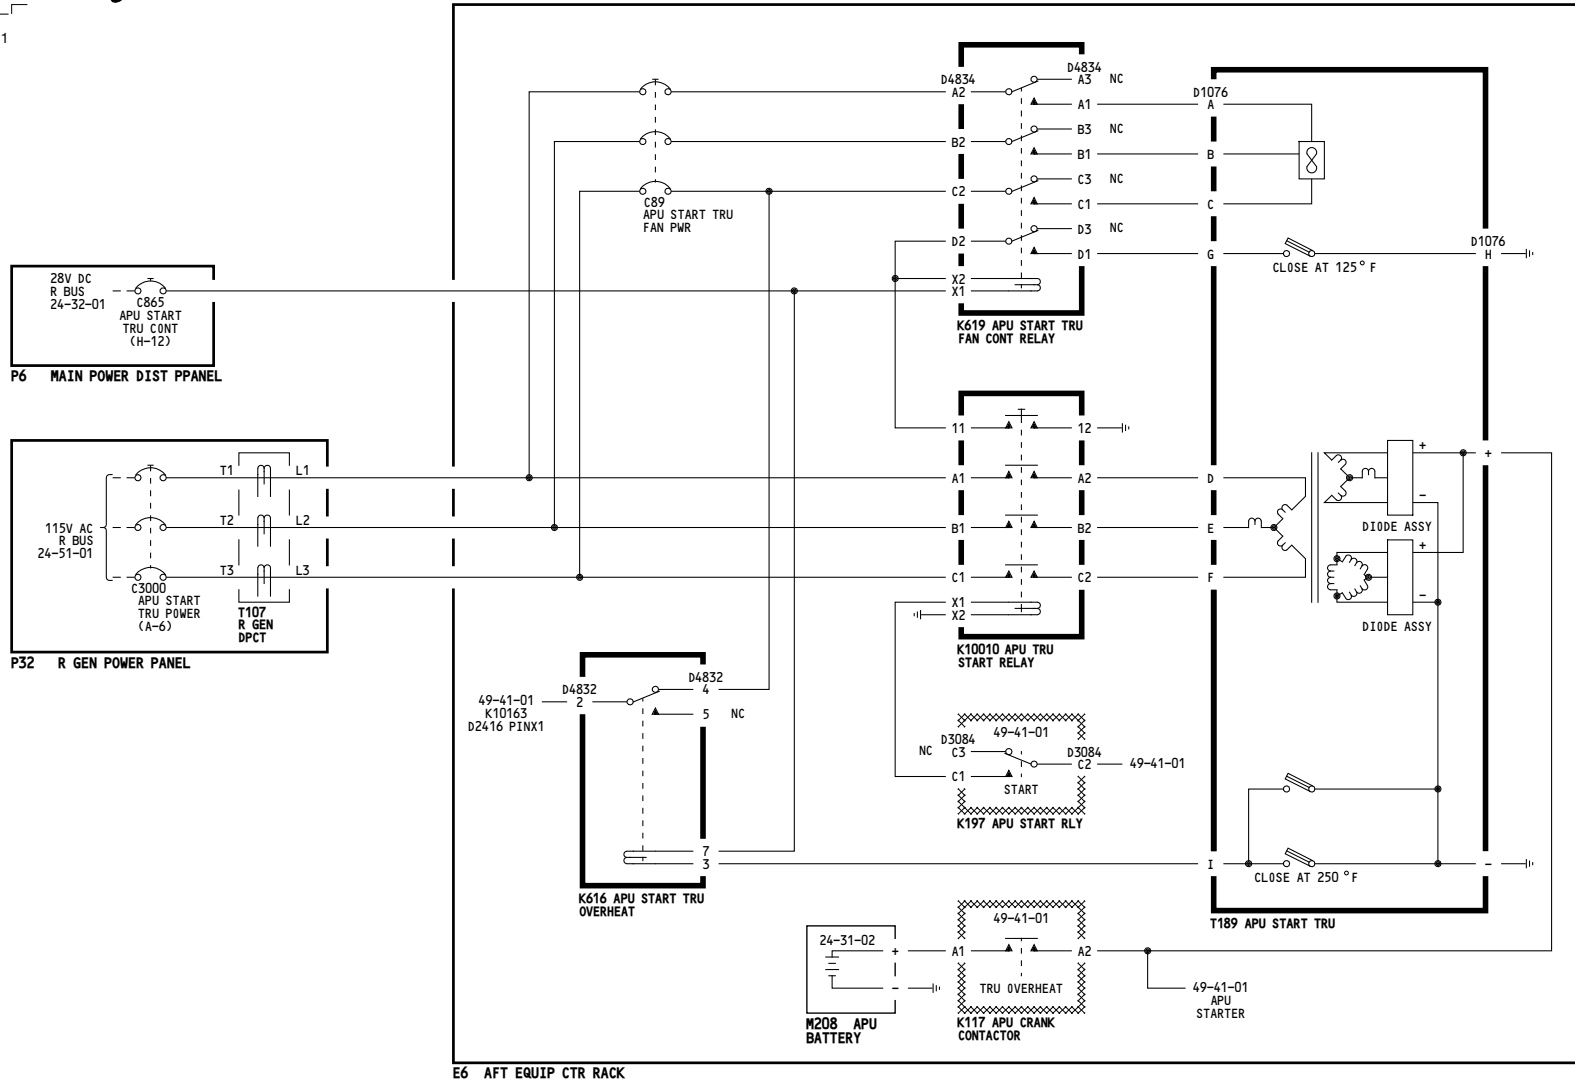 1
28V DC
R BUS
24-32-01
C865
APU START
TRU CONT
(H-12)
P6 MAIN POWER DIST PPANEL
115V AC
R BUS
24-51-01
C3000
APU START
TRU POWER
(A-6)
T1
L1
T2
L2
T3
L3
T107
R GEN
DPCT
P32 R GEN POWER PANEL
C89
APU START TRU
FAN PWR
D4834
A2
B2
C2
D2
X2
X1
D4834
A3 NC
A1
B3 NC
B1
C3 NC
C1
D3 NC
D1
K619 APU START TRU
FAN CONT RELAY
D1076
A
B
C
G
CLOSE AT 125°F
D1076
H
11
12
A1
A2
B1
B2
C1
C2
X1
X2
K10010 APU TRU
START RELAY
D
E
F
+
-
DIODE ASSY
+
-
DIODE ASSY
+
49-41-01
K10163
D2416 PINX1
D4832
2
D4832
4
5 NC
7
3
K616 APU START TRU
OVERHEAT
49-41-01
D3084
NC C3
C1
D3084
C2
49-41-01
START
K197 APU START RLY
I
CLOSE AT 250 °F
-
T189 APU START TRU
24-31-02
+
-
M208 APU
BATTERY
49-41-01
A1
A2
TRU OVERHEAT
K117 APU CRANK
CONTACTOR
49-41-01
APU
STARTER
E6 AFT EQUIP CTR RACK